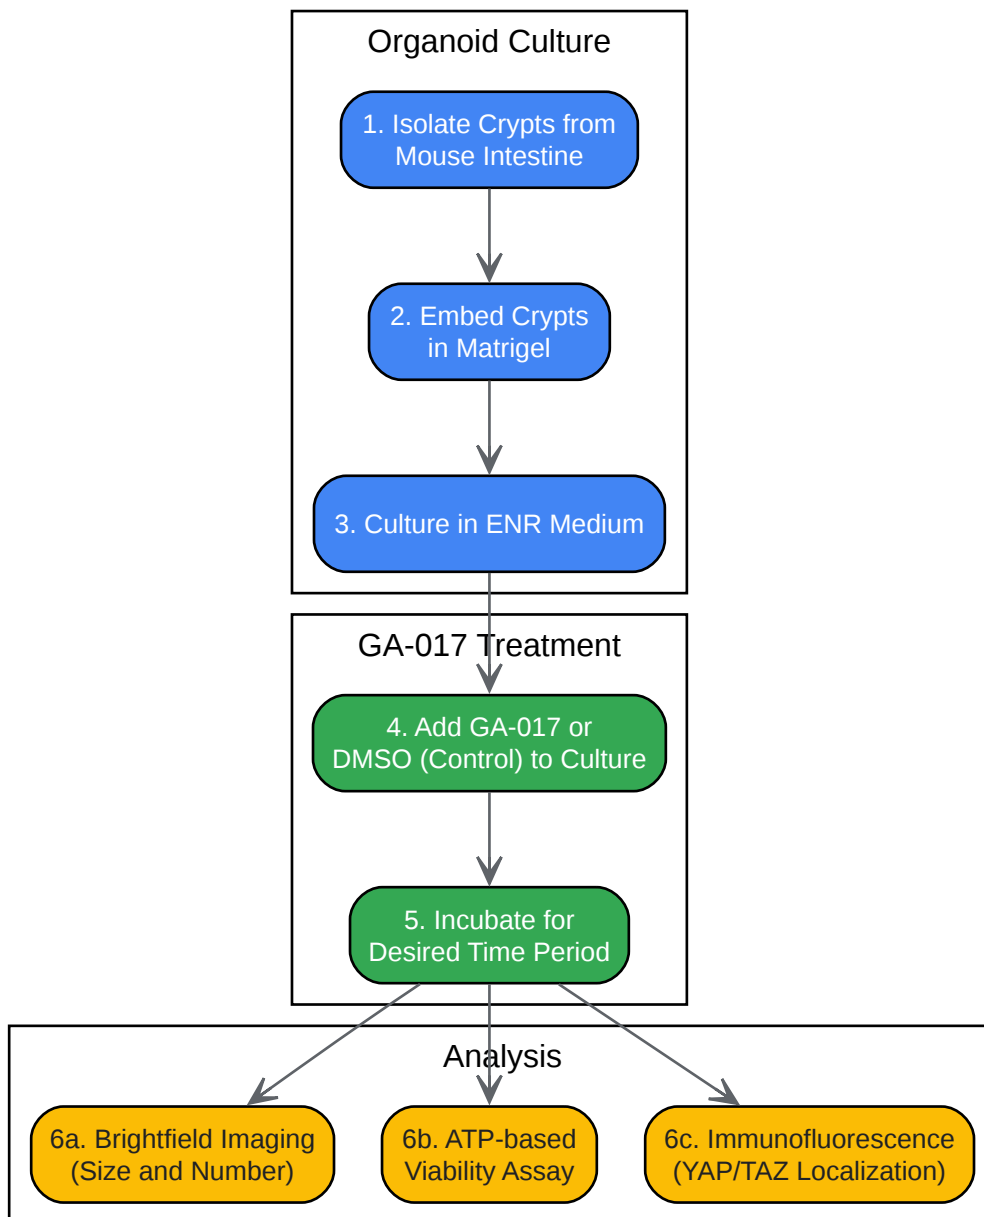 Organoid Culture
1. Isolate Crypts from
Mouse Intestine
2. Embed Crypts
in Matrigel
3. Culture in ENR Medium
GA-017 Treatment
4. Add GA-017 or
DMSO (Control) to Culture
5. Incubate for
Desired Time Period
Analysis
6a. Brightfield Imaging
(Size and Number)
6b. ATP-based
Viability Assay
6c. Immunofluorescence
(YAP/TAZ Localization)